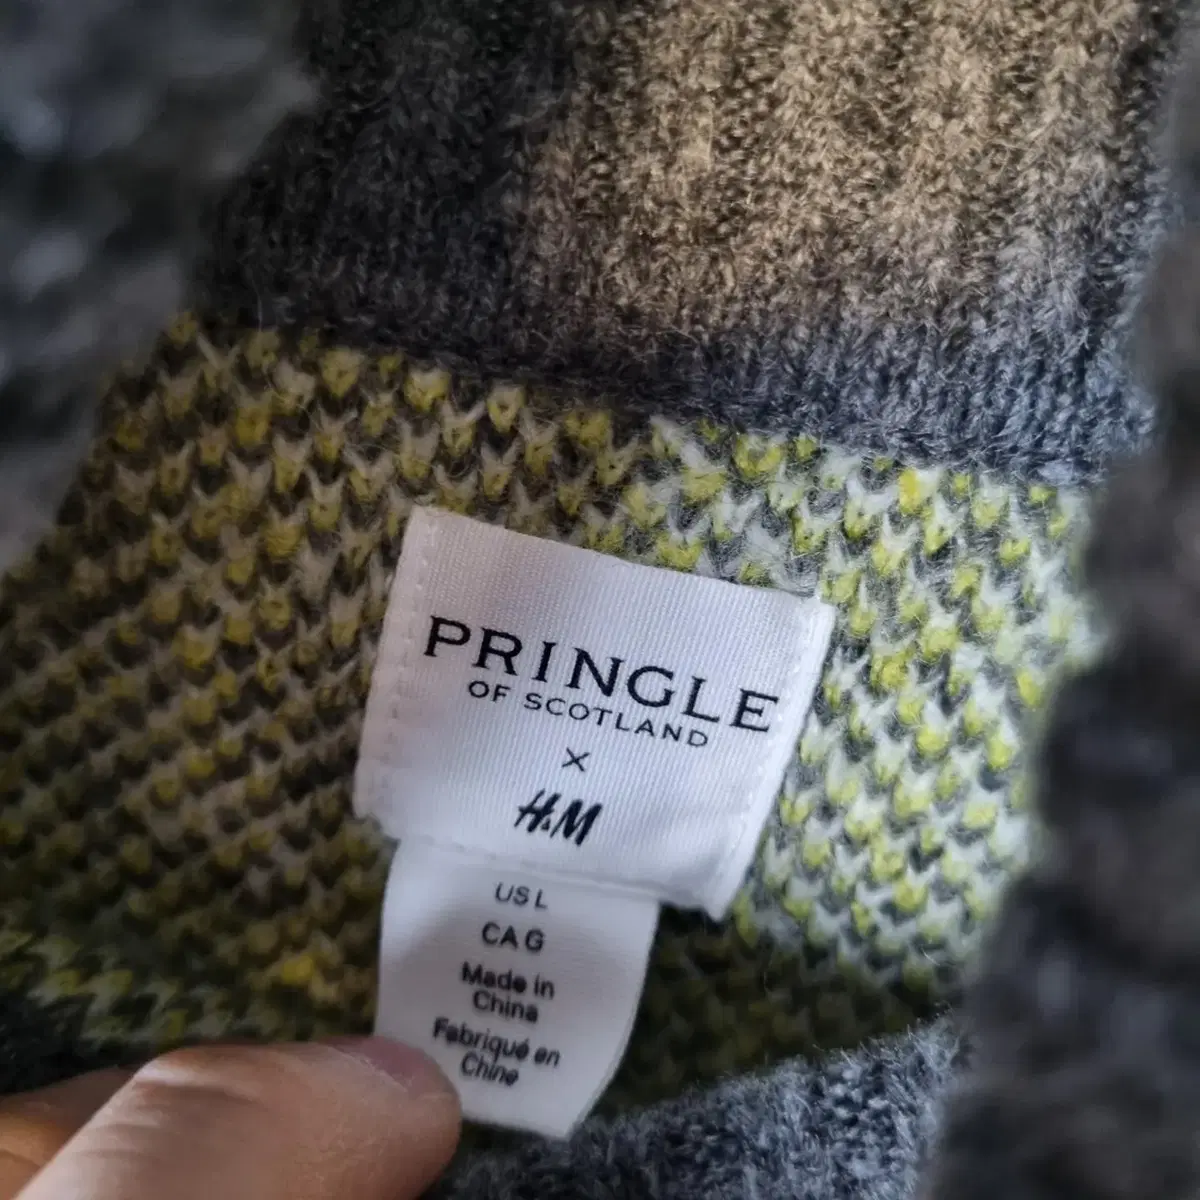 PRINGLE
OF SCOTLAND
×
H&M
US L
CA G
Made in
China
Fabriqué en
Chine